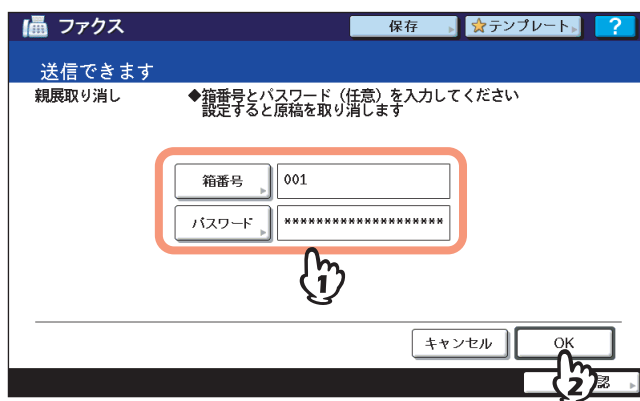 ファクス 保存 テンプレート ?
送信できます
親展取り消し ◆箱番号とパスワード（任意）を入力してください
設定すると原稿を取り消します
箱番号 001
パスワード ********************
1
キャンセル OK
2 認